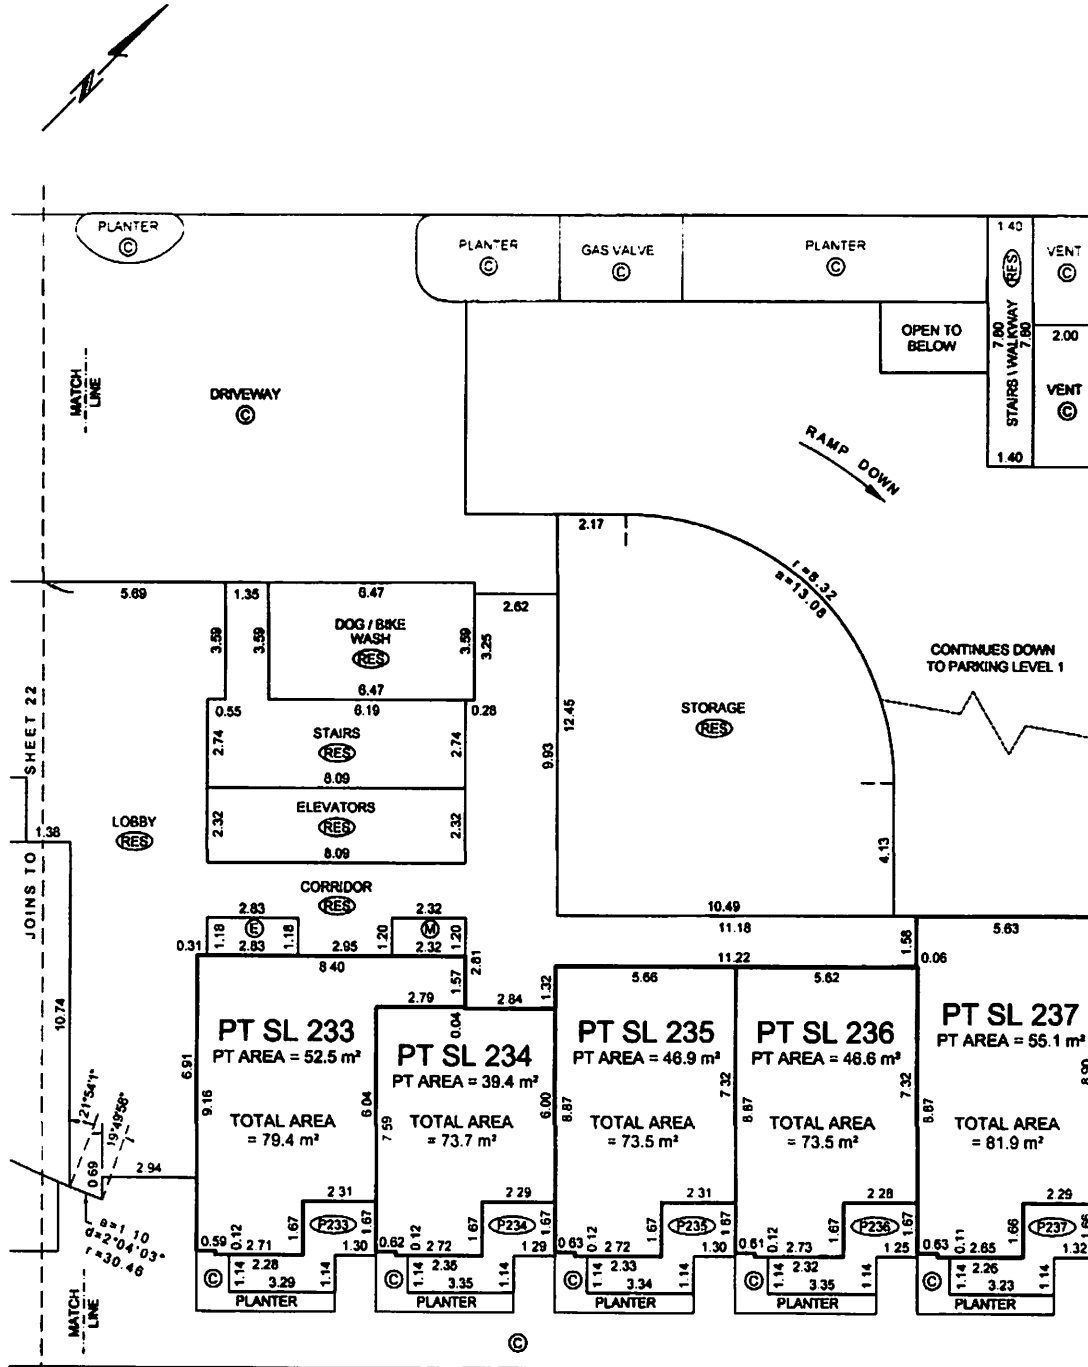 N
PLANTER
C
PLANTER
C
GAS VALVE
C
PLANTER
C
1.40
RES
VENT
C
OPEN TO
BELOW
7.80
STAIRS \ WALKWAY
7.80
2.00
VENT
C
1.40
MATCH
LINE
DRIVEWAY
C
RAMP DOWN
2.17
r=8.32
a=13.08
5.69
1.35
6.47
2.62
3.59
3.59
DOG / BIKE
WASH
RES
3.59
3.25
6.47
CONTINUES DOWN
TO PARKING LEVEL 1
0.55
6.19
0.28
12.45
9.93
STORAGE
RES
2.74
STAIRS
RES
2.74
8.09
JOINS TO SHEET 22
LOBBY
RES
1.38
2.32
ELEVATORS
RES
2.32
8.09
4.13
CORRIDOR
RES
10.49
2.83
E
2.32
M
11.18
5.63
0.31
1.18
2.83
1.18
2.95
1.20
2.32
1.20
2.81
1.58
8.40
11.22
0.06
1.57
5.66
5.62
2.79
2.84
1.32
0.04
10.74
PT SL 233
PT AREA = 52.5 m²
PT SL 234
PT AREA = 39.4 m²
PT SL 235
PT AREA = 46.9 m²
PT SL 236
PT AREA = 46.6 m²
PT SL 237
PT AREA = 55.1 m²
6.91
9.16
6.04
7.59
6.00
8.87
7.32
8.87
7.32
8.87
8.90
TOTAL AREA
= 79.4 m²
TOTAL AREA
= 73.7 m²
TOTAL AREA
= 73.5 m²
TOTAL AREA
= 73.5 m²
TOTAL AREA
= 81.9 m²
21°54'1"
19°49'58"
0.69
2.94
a=1.10
d=2°04'03"
r=30.46
2.31
2.29
2.31
2.28
2.29
0.59
0.12
2.71
1.67
P233
1.67
1.30
0.62
0.12
2.72
1.67
P234
1.67
1.29
0.63
0.12
2.72
1.67
P235
1.67
1.30
0.61
0.12
2.73
1.67
P236
1.67
1.25
0.63
0.11
2.65
1.66
P237
1.66
1.32
C
1.14
2.28
3.29
1.14
C
1.14
2.35
3.35
1.14
C
1.14
2.33
3.34
1.14
C
1.14
2.32
3.35
1.14
C
1.14
2.26
3.23
1.14
PLANTER
PLANTER
PLANTER
PLANTER
PLANTER
MATCH
LINE
C